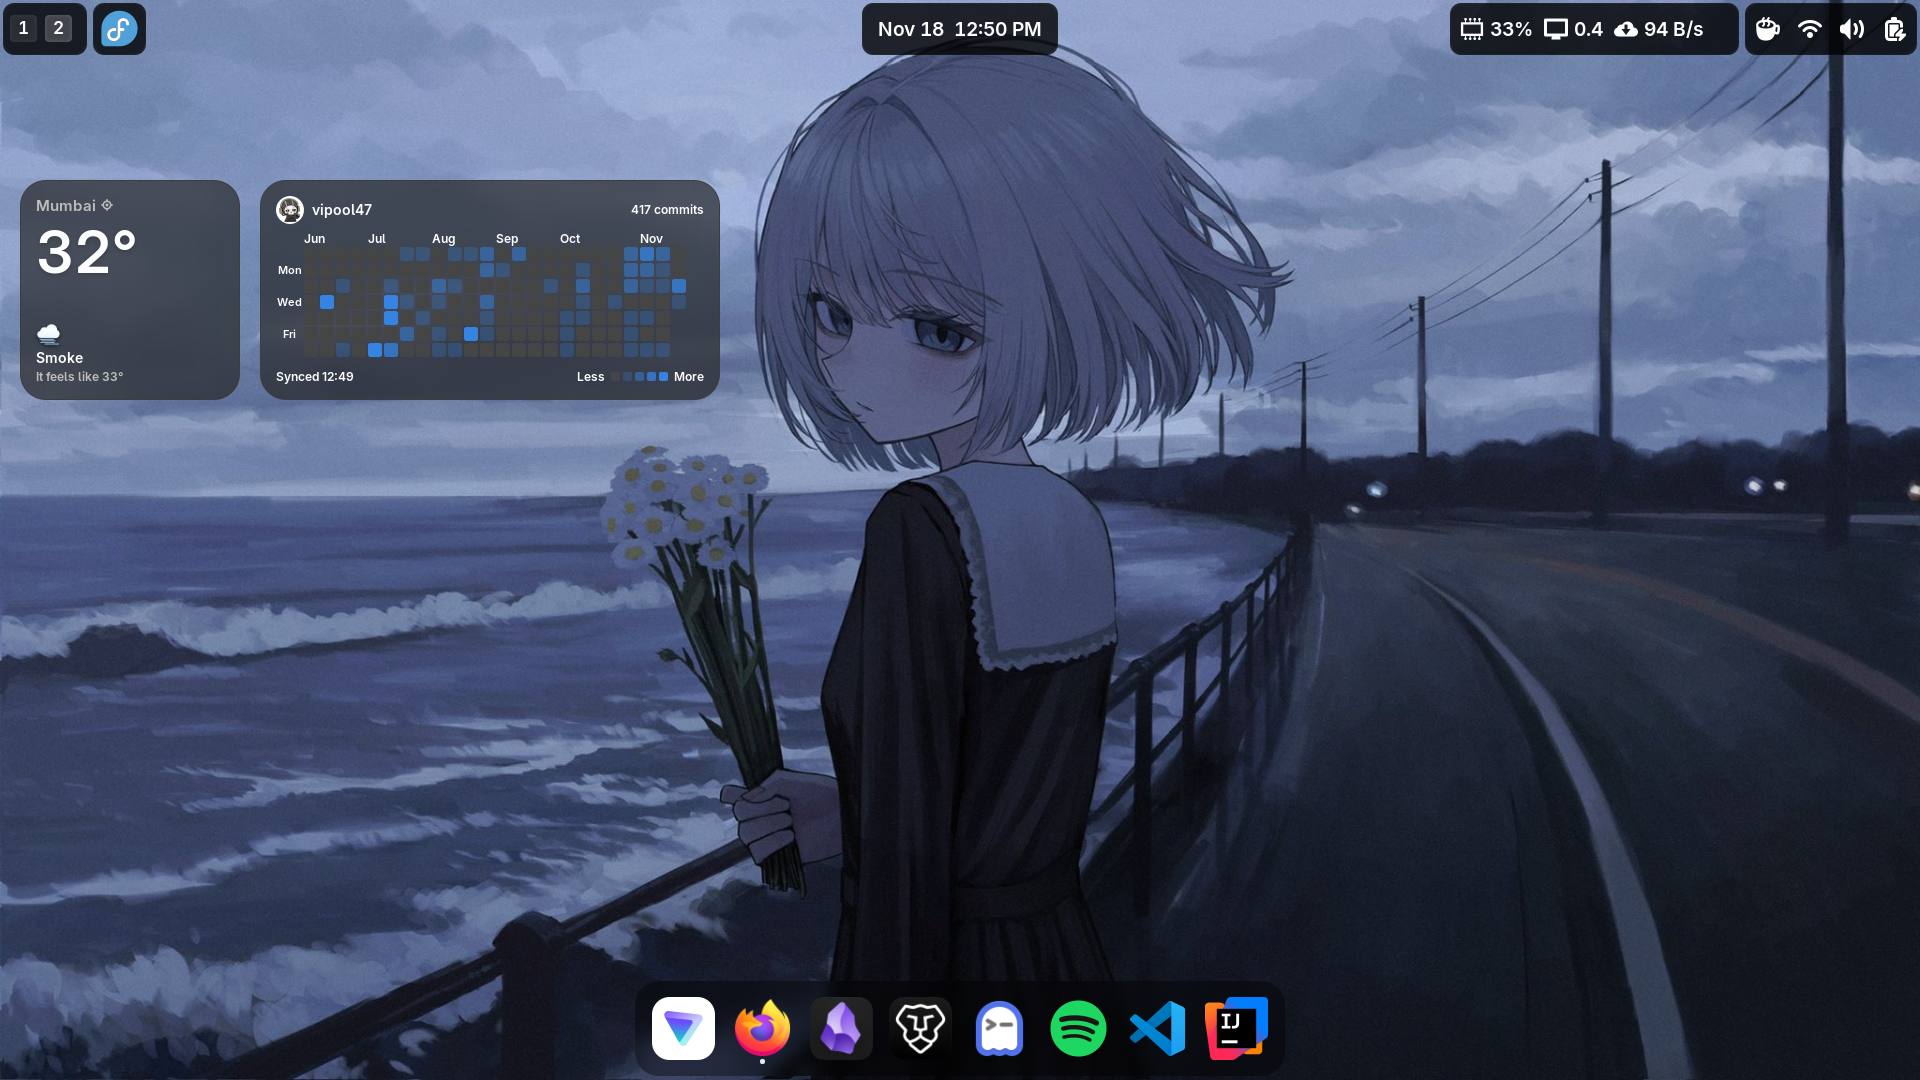 1 2
Nov 18 12:50 PM
33% 0.4 94 B/s
Mumbai
32°
Smoke
It feels like 33°
vipool47
417 commits
Jun Jul Aug Sep Oct Nov
Mon
Wed
Fri
Synced 12:49
Less More
>-
IJ